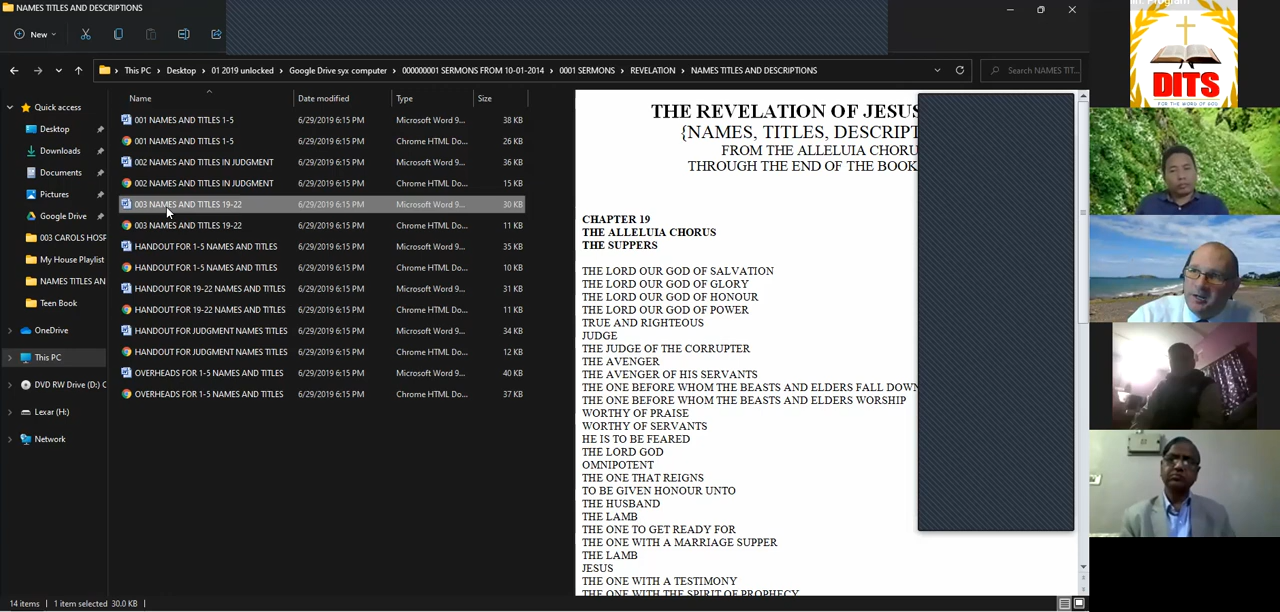 NAMES TITLES AND DESCRIPTIONS
New
This PC > Desktop > 01 2019 unlocked > Google Drive syx computer > 000000001 SERMONS FROM 10-01-2014 > 0001 SERMONS > REVELATION > NAMES TITLES AND DESCRIPTIONS
Search NAMES TIT...
Name Date modified Type Size
Quick access
Desktop
Downloads
Documents
Pictures
Google Drive
003 CAROLS HOSP
My House Playlist
NAMES TITLES AN
Teen Book
OneDrive
This PC
DVD RW Drive (D:) C
Lexar (H:)
Network
001 NAMES AND TITLES 1-5 6/29/2019 6:15 PM Microsoft Word 9... 38 KB
001 NAMES AND TITLES 1-5 6/29/2019 6:15 PM Chrome HTML Do... 26 KB
002 NAMES AND TITLES IN JUDGMENT 6/29/2019 6:15 PM Microsoft Word 9... 36 KB
002 NAMES AND TITLES IN JUDGMENT 6/29/2019 6:15 PM Chrome HTML Do... 15 KB
003 NAMES AND TITLES 19-22 6/29/2019 6:15 PM Microsoft Word 9... 30 KB
003 NAMES AND TITLES 19-22 6/29/2019 6:15 PM Chrome HTML Do... 11 KB
HANDOUT FOR 1-5 NAMES AND TITLES 6/29/2019 6:15 PM Microsoft Word 9... 35 KB
HANDOUT FOR 1-5 NAMES AND TITLES 6/29/2019 6:15 PM Chrome HTML Do... 10 KB
HANDOUT FOR 19-22 NAMES AND TITLES 6/29/2019 6:15 PM Microsoft Word 9... 31 KB
HANDOUT FOR 19-22 NAMES AND TITLES 6/29/2019 6:15 PM Chrome HTML Do... 11 KB
HANDOUT FOR JUDGMENT NAMES TITLES 6/29/2019 6:15 PM Microsoft Word 9... 34 KB
HANDOUT FOR JUDGMENT NAMES TITLES 6/29/2019 6:15 PM Chrome HTML Do... 12 KB
OVERHEADS FOR 1-5 NAMES AND TITLES 6/29/2019 6:15 PM Microsoft Word 9... 40 KB
OVERHEADS FOR 1-5 NAMES AND TITLES 6/29/2019 6:15 PM Chrome HTML Do... 37 KB
14 items 1 item selected 30.0 KB
THE REVELATION OF JESUS
{NAMES, TITLES, DESCRIPT
FROM THE ALLELUIA CHORU
THROUGH THE END OF THE BOOK
CHAPTER 19
THE ALLELUIA CHORUS
THE SUPPERS
THE LORD OUR GOD OF SALVATION
THE LORD OUR GOD OF GLORY
THE LORD OUR GOD OF HONOUR
THE LORD OUR GOD OF POWER
TRUE AND RIGHTEOUS
JUDGE
THE JUDGE OF THE CORRUPTER
THE AVENGER
THE AVENGER OF HIS SERVANTS
THE ONE BEFORE WHOM THE BEASTS AND ELDERS FALL DOWN
THE ONE BEFORE WHOM THE BEASTS AND ELDERS WORSHIP
WORTHY OF PRAISE
WORTHY OF SERVANTS
HE IS TO BE FEARED
THE LORD GOD
OMNIPOTENT
THE ONE THAT REIGNS
TO BE GIVEN HONOUR UNTO
THE HUSBAND
THE LAMB
THE ONE TO GET READY FOR
THE ONE WITH A MARRIAGE SUPPER
THE LAMB
JESUS
THE ONE WITH A TESTIMONY
THE ONE WITH THE SPIRIT OF PROPHECY
Program
DITS
FOR THE WORD OF GOD